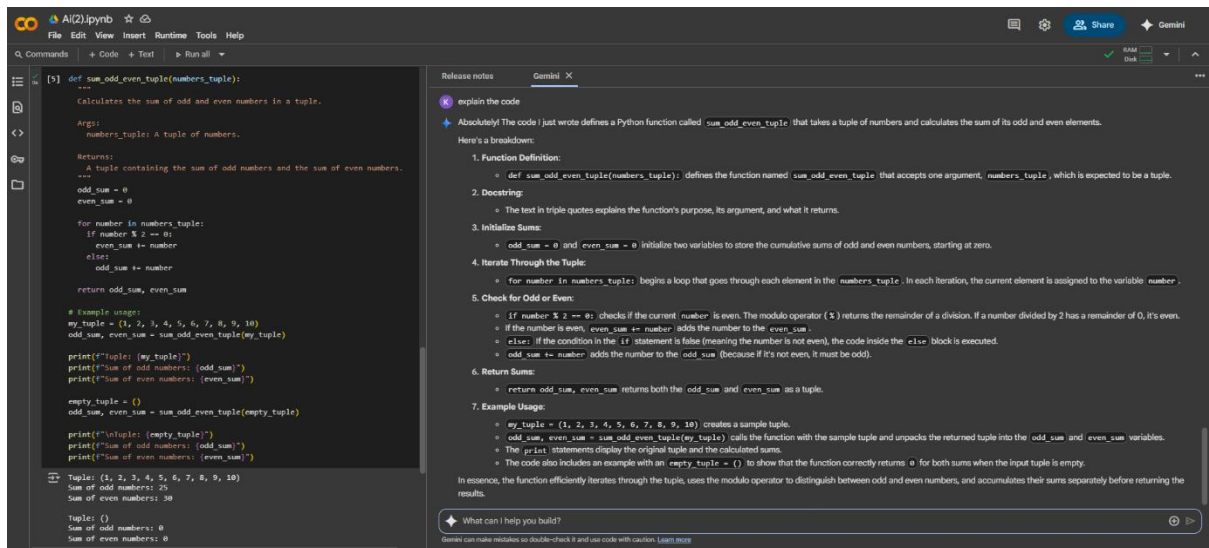 CO Ai(2).ipynb
File Edit View Insert Runtime Tools Help
Share
Gemini
Commands + Code + Text Run all
RAM
Disk
[5] def sum_odd_even_tuple(numbers_tuple):
"""
Calculates the sum of odd and even numbers in a tuple.
Args:
numbers_tuple: A tuple of numbers.
Returns:
A tuple containing the sum of odd numbers and the sum of even numbers.
"""
odd_sum = 0
even_sum = 0
for number in numbers_tuple:
if number % 2 == 0:
even_sum += number
else:
odd_sum += number
return odd_sum, even_sum
# Example usage:
my_tuple = (1, 2, 3, 4, 5, 6, 7, 8, 9, 10)
odd_sum, even_sum = sum_odd_even_tuple(my_tuple)
print(f"Tuple: {my_tuple}")
print(f"Sum of odd numbers: {odd_sum}")
print(f"Sum of even numbers: {even_sum}")
empty_tuple = ()
odd_sum, even_sum = sum_odd_even_tuple(empty_tuple)
print(f"\nTuple: {empty_tuple}")
print(f"Sum of odd numbers: {odd_sum}")
print(f"Sum of even numbers: {even_sum}")
Tuple: (1, 2, 3, 4, 5, 6, 7, 8, 9, 10)
Sum of odd numbers: 25
Sum of even numbers: 30
Tuple: ()
Sum of odd numbers: 0
Sum of even numbers: 0
Release notes Gemini X
K explain the code
Absolutely! The code I just wrote defines a Python function called sum_odd_even_tuple that takes a tuple of numbers and calculates the sum of its odd and even elements.
Here's a breakdown:
1. Function Definition:
def sum_odd_even_tuple(numbers_tuple): defines the function named sum_odd_even_tuple that accepts one argument, numbers_tuple, which is expected to be a tuple.
2. Docstring:
The text in triple quotes explains the function's purpose, its argument, and what it returns.
3. Initialize Sums:
odd_sum = 0 and even_sum = 0 initialize two variables to store the cumulative sums of odd and even numbers, starting at zero.
4. Iterate Through the Tuple:
for number in numbers_tuple: begins a loop that goes through each element in the numbers_tuple. In each iteration, the current element is assigned to the variable number.
5. Check for Odd or Even:
if number % 2 == 0: checks if the current number is even. The modulo operator (%) returns the remainder of a division. If a number divided by 2 has a remainder of 0, it's even.
If the number is even, even_sum += number adds the number to the even_sum.
else: If the condition in the if statement is false (meaning the number is not even), the code inside the else block is executed.
odd_sum += number adds the number to the odd_sum (because if it's not even, it must be odd).
6. Return Sums:
return odd_sum, even_sum returns both the odd_sum and even_sum as a tuple.
7. Example Usage:
my_tuple = (1, 2, 3, 4, 5, 6, 7, 8, 9, 10) creates a sample tuple.
odd_sum, even_sum = sum_odd_even_tuple(my_tuple) calls the function with the sample tuple and unpacks the returned tuple into the odd_sum and even_sum variables.
The print statements display the original tuple and the calculated sums.
The code also includes an example with an empty_tuple = () to show that the function correctly returns 0 for both sums when the input tuple is empty.
In essence, the function efficiently iterates through the tuple, uses the modulo operator to distinguish between odd and even numbers, and accumulates their sums separately before returning the
results.
What can I help you build?
Gemini can make mistakes so double-check it and use code with caution. Learn more